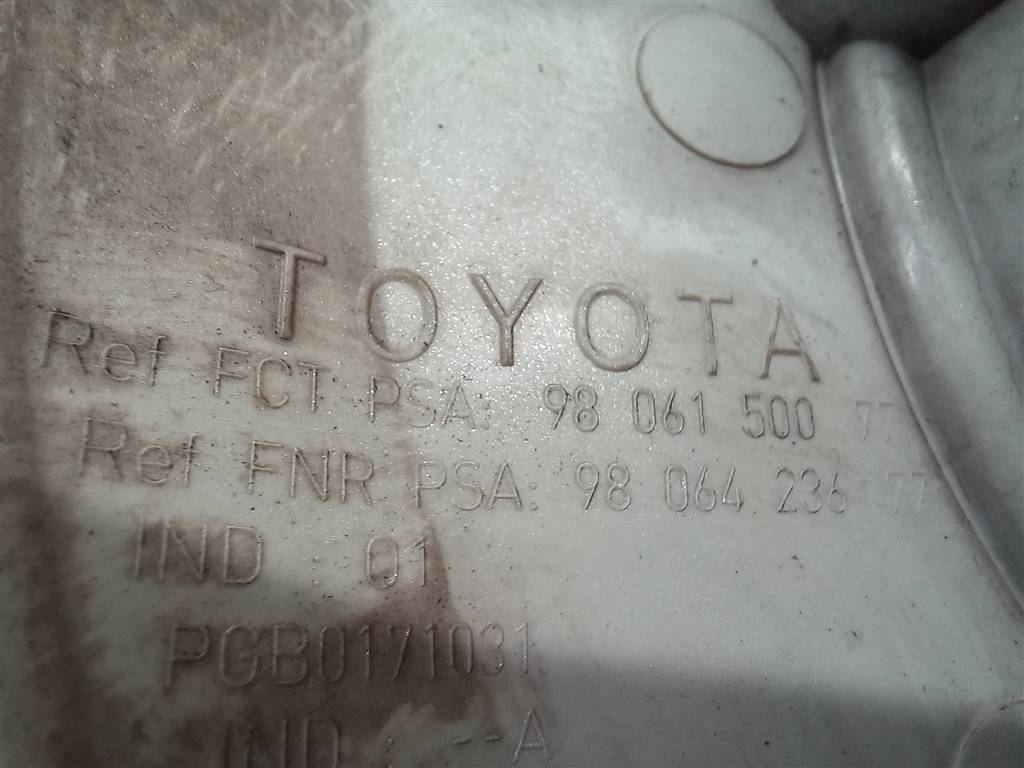 TOYOTA
Ref FCT PSA: 98 061 500 77
Ref FNR PSA: 98 064 236 77
IND : 01
PGB0171031
IND : --A